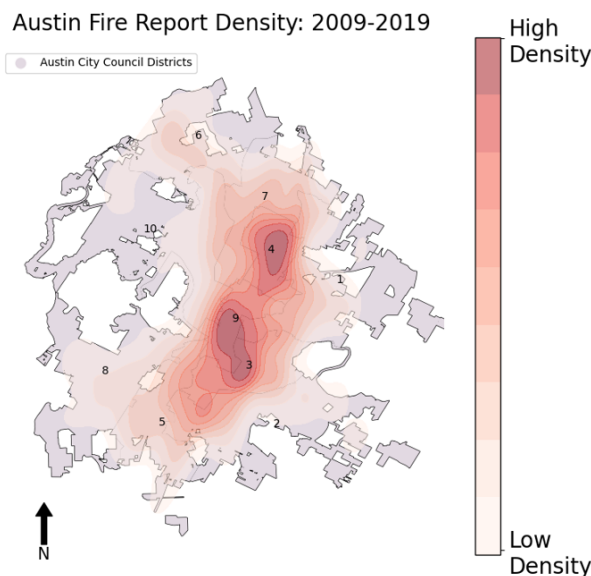 Austin Fire Report Density: 2009-2019
High
Density
Austin City Council Districts
6
7
10
4
1
9
8
3
5
2
N
Low
Density